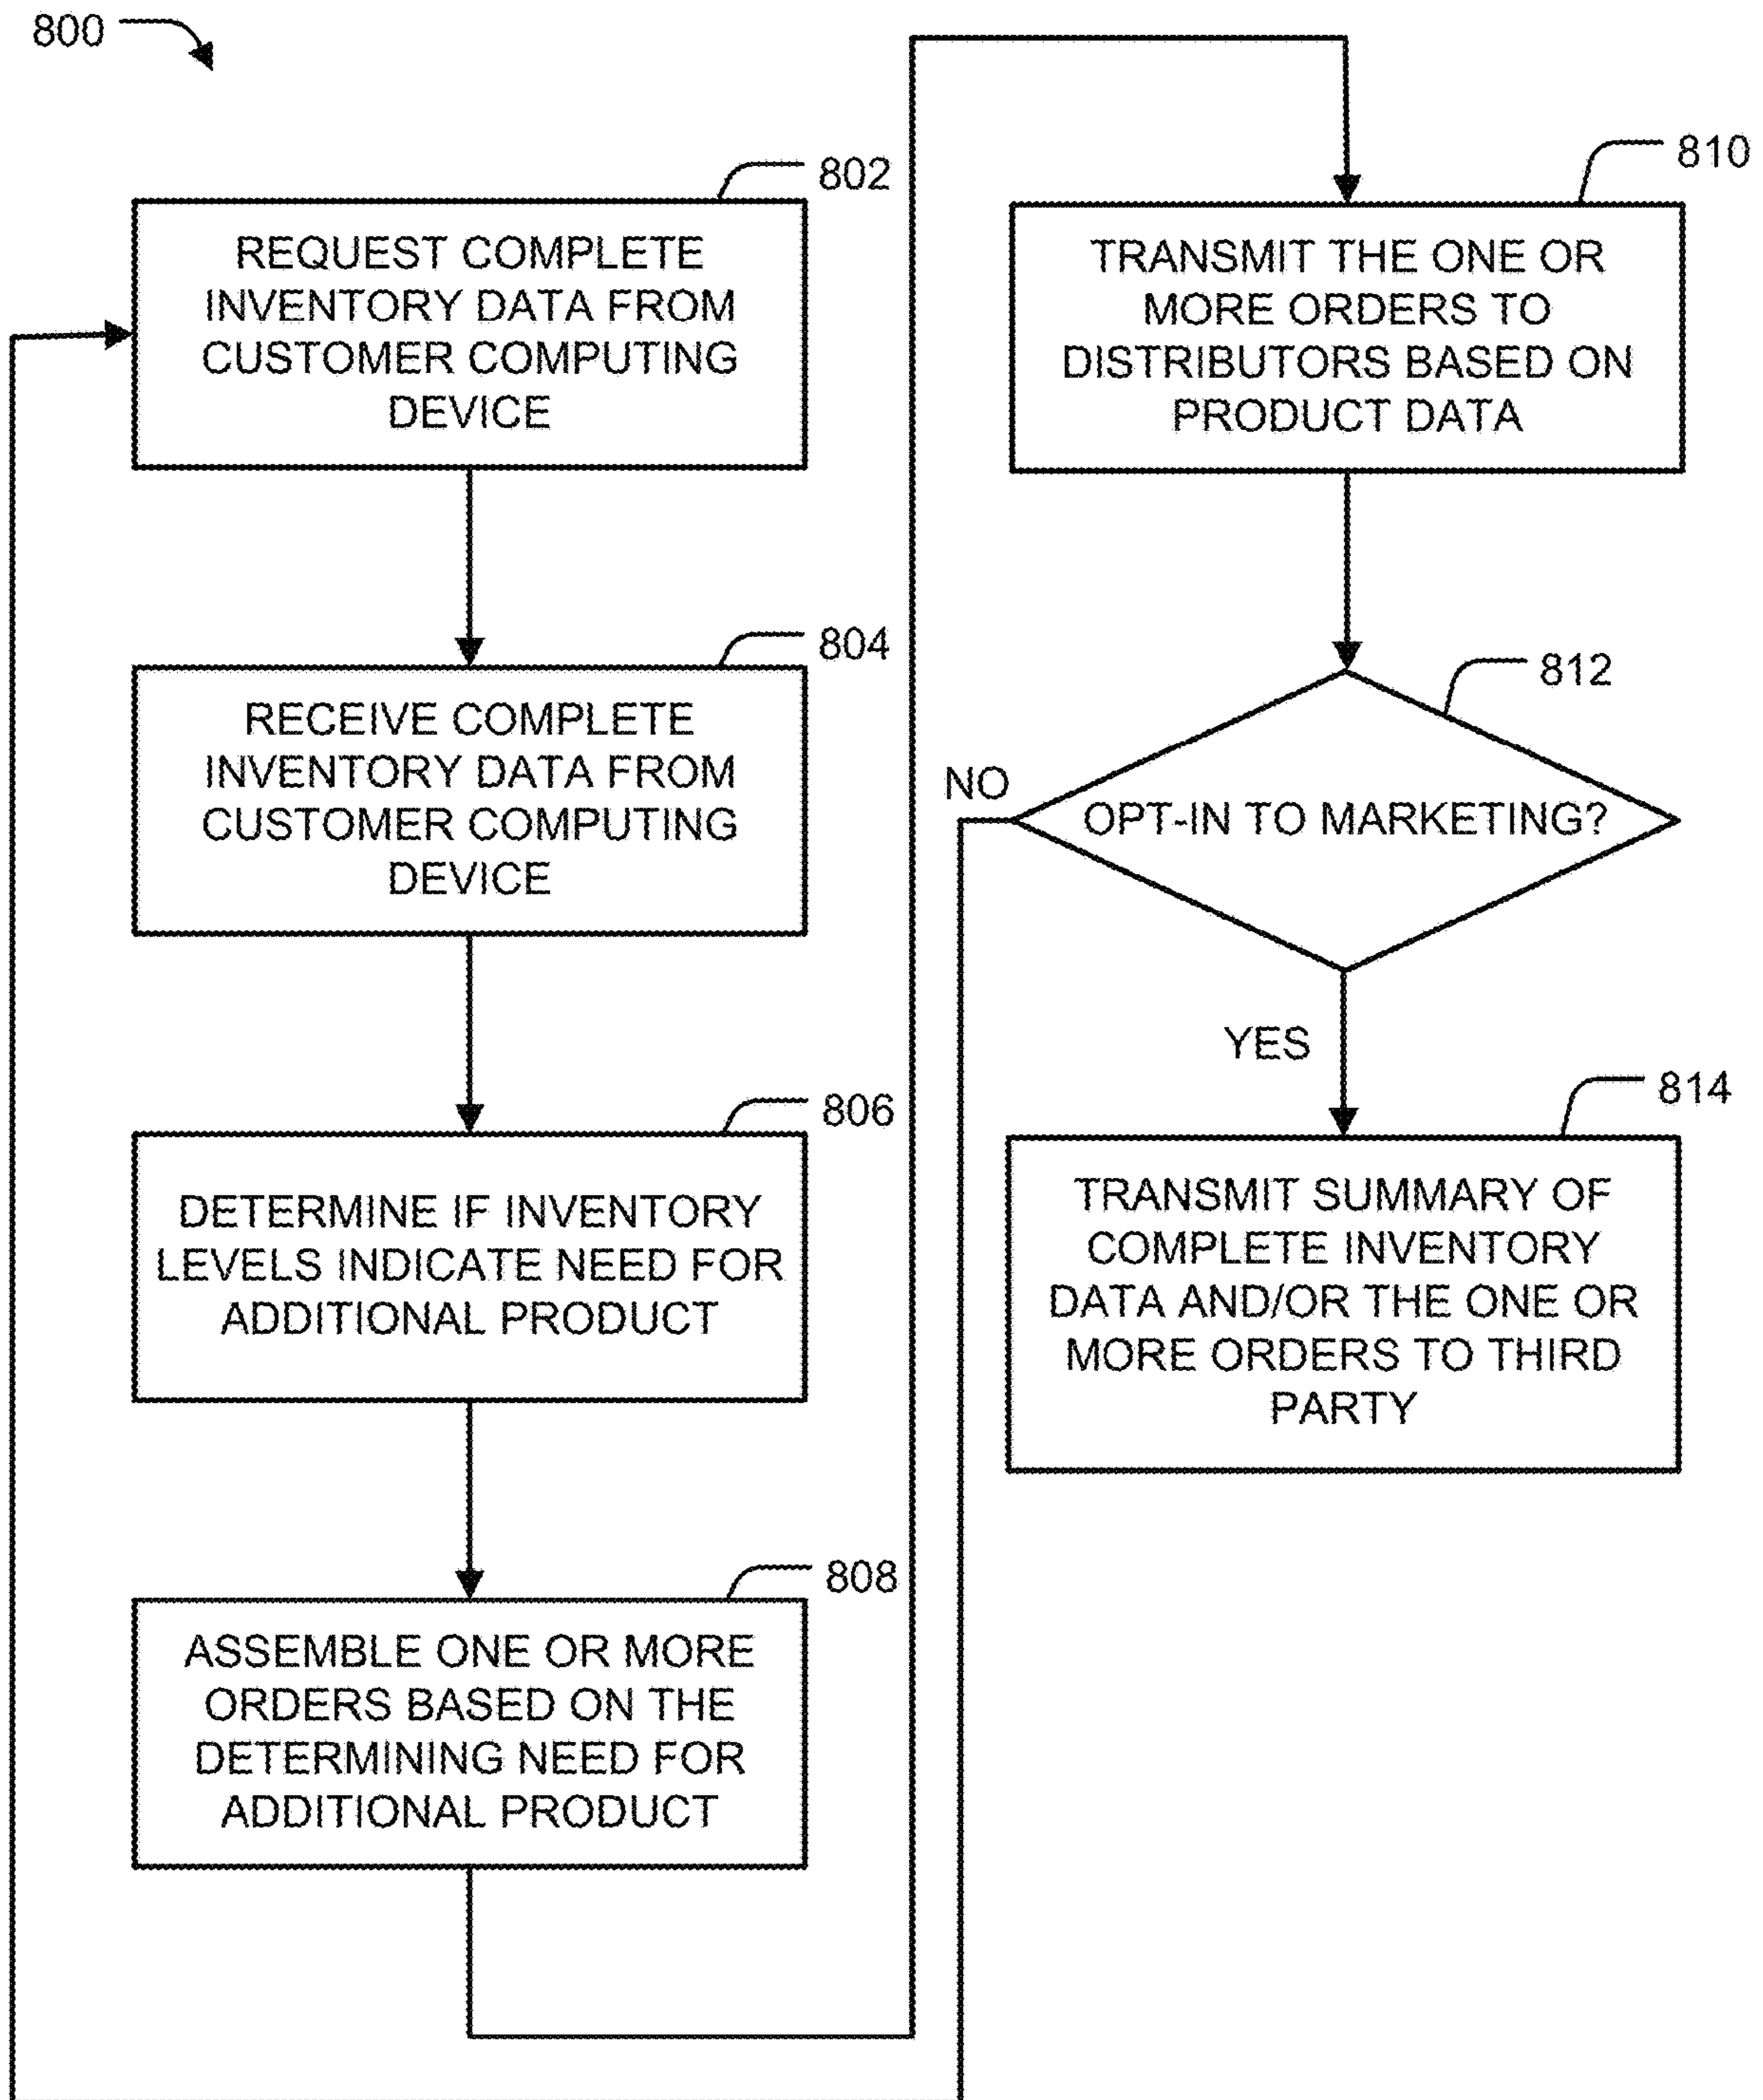 800
802
REQUEST COMPLETE
INVENTORY DATA FROM
CUSTOMER COMPUTING
DEVICE
804
RECEIVE COMPLETE
INVENTORY DATA FROM
CUSTOMER COMPUTING
DEVICE
806
DETERMINE IF INVENTORY
LEVELS INDICATE NEED FOR
ADDITIONAL PRODUCT
808
ASSEMBLE ONE OR MORE
ORDERS BASED ON THE
DETERMINING NEED FOR
ADDITIONAL PRODUCT
810
TRANSMIT THE ONE OR
MORE ORDERS TO
DISTRIBUTORS BASED ON
PRODUCT DATA
812
NO
OPT-IN TO MARKETING?
YES
814
TRANSMIT SUMMARY OF
COMPLETE INVENTORY
DATA AND/OR THE ONE OR
MORE ORDERS TO THIRD
PARTY